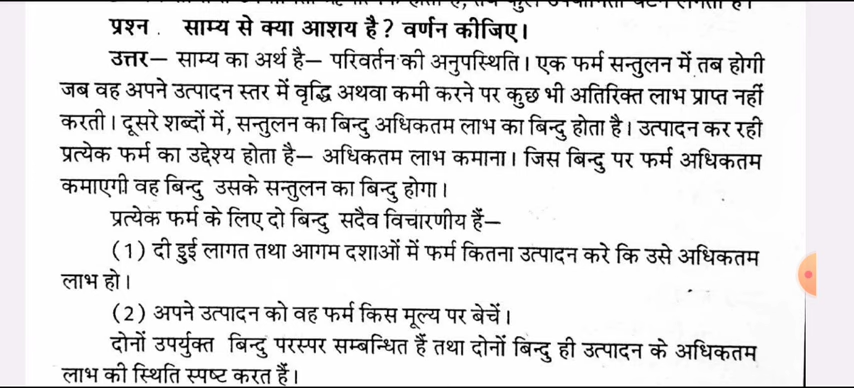 प्रश्न . साम्य से क्या आशय है? वर्णन कीजिए।
उत्तर— साम्य का अर्थ है— परिवर्तन की अनुपस्थिति। एक फर्म सन्तुलन में तब होगी
जब वह अपने उत्पादन स्तर में वृद्धि अथवा कमी करने पर कुछ भी अतिरिक्त लाभ प्राप्त नहीं
करती। दूसरे शब्दों में, सन्तुलन का बिन्दु अधिकतम लाभ का बिन्दु होता है। उत्पादन कर रही
प्रत्येक फर्म का उद्देश्य होता है— अधिकतम लाभ कमाना। जिस बिन्दु पर फर्म अधिकतम
कमाएगी वह बिन्दु उसके सन्तुलन का बिन्दु होगा।
प्रत्येक फर्म के लिए दो बिन्दु सदैव विचारणीय हैं—
(1) दी हुई लागत तथा आगम दशाओं में फर्म कितना उत्पादन करे कि उसे अधिकतम
लाभ हो।
(2) अपने उत्पादन को वह फर्म किस मूल्य पर बेचें।
दोनों उपर्युक्त बिन्दु परस्पर सम्बन्धित हैं तथा दोनों बिन्दु ही उत्पादन के अधिकतम
लाभ की स्थिति स्पष्ट करत हैं।